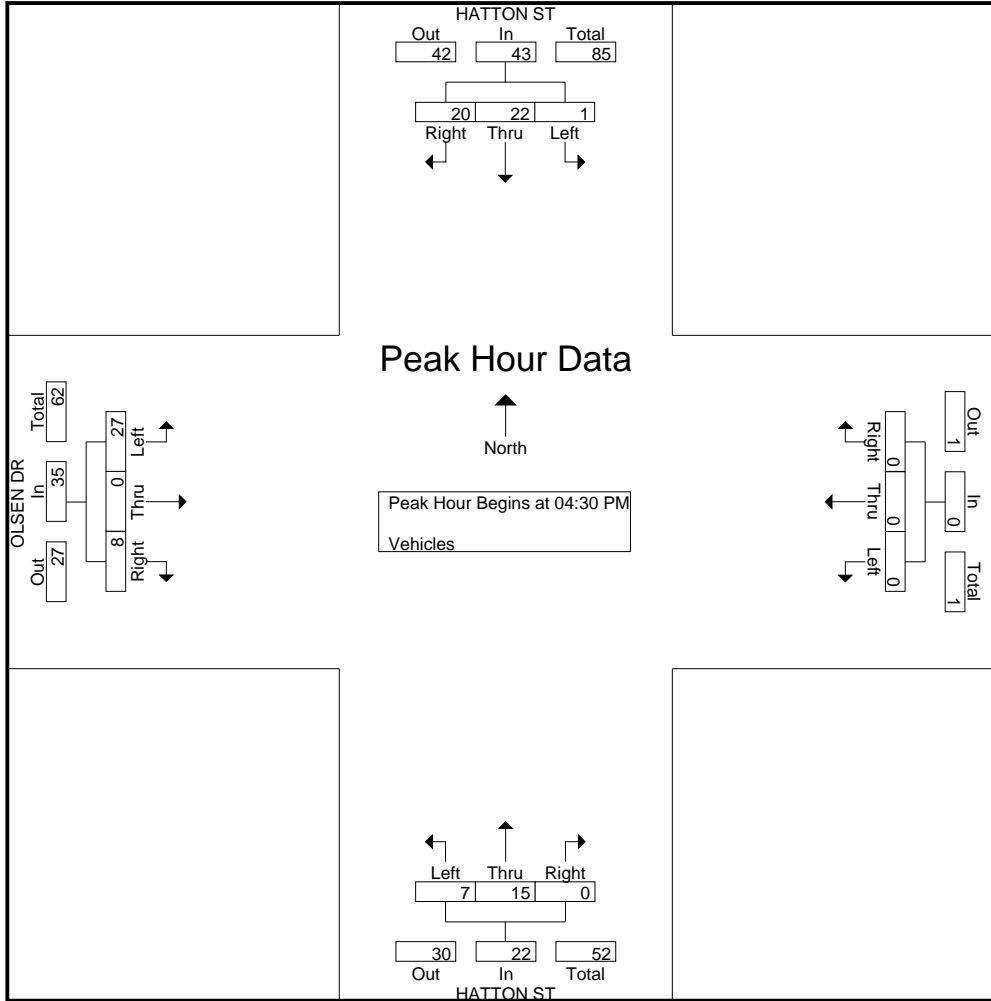 HATTON ST
Out In Total
42 43 85
20 22 1
Right Thru Left
Peak Hour Data
North
Peak Hour Begins at 04:30 PM
Vehicles
OLSEN DR
Out In Total
27 35 62
8 0 27
Right Thru Left
Out In Total
1 0 1
0 0 0
Right Thru Left
Left Thru Right
7 15 0
30 22 52
Out In Total
HATTON ST